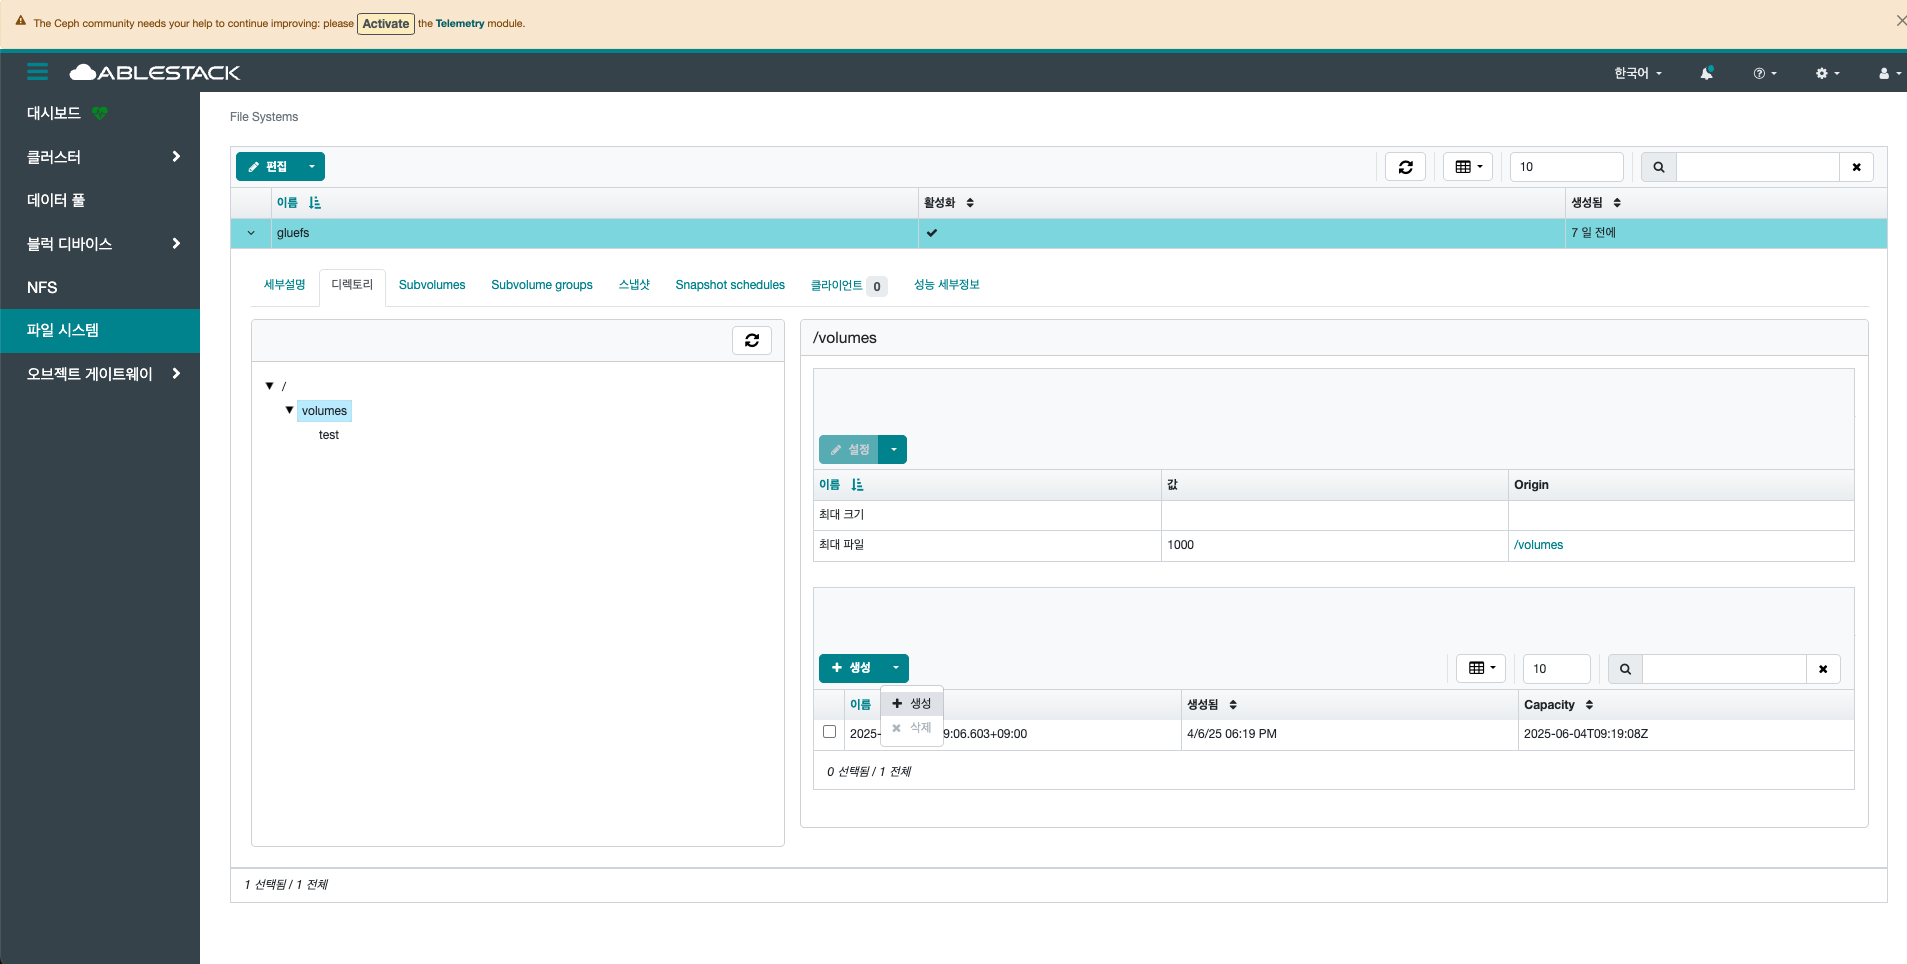 The Ceph community needs your help to continue improving: please Activate the Telemetry module.
ABLESTACK
한국어
대시보드
클러스터
데이터 풀
블럭 디바이스
NFS
파일 시스템
오브젝트 게이트웨이
File Systems
편집
10
이름 활성화 생성됨
gluefs 7 일 전에
세부설명 디렉토리 Subvolumes Subvolume groups 스냅샷 Snapshot schedules 클라이언트 0 성능 세부정보
/
volumes
test
/volumes
설정
이름 값 Origin
최대 크기
최대 파일 1000 /volumes
생성
10
생성
삭제
이름 생성됨 Capacity
2025- 9:06.603+09:00 4/6/25 06:19 PM 2025-06-04T09:19:08Z
0 선택됨 / 1 전체
1 선택됨 / 1 전체